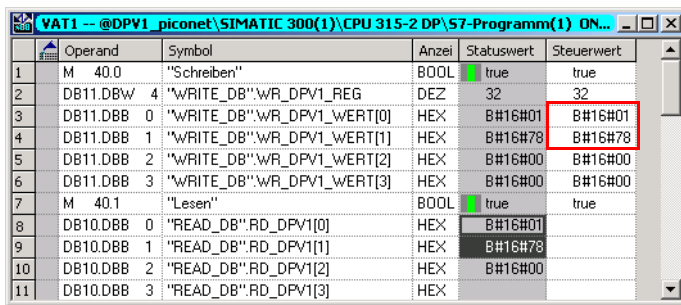 VAT1 -- @DPV1_piconet\SIMATIC 300(1)\CPU 315-2 DP\S7-Programm(1) ON...
Operand Symbol Anzei Statuswert Steuerwert
1 M 40.0 "Schreiben" BOOL true true
2 DB11.DBW 4 "WRITE_DB".WR_DPV1_REG DEZ 32 32
3 DB11.DBB 0 "WRITE_DB".WR_DPV1_WERT[0] HEX B#16#01 B#16#01
4 DB11.DBB 1 "WRITE_DB".WR_DPV1_WERT[1] HEX B#16#78 B#16#78
5 DB11.DBB 2 "WRITE_DB".WR_DPV1_WERT[2] HEX B#16#00 B#16#00
6 DB11.DBB 3 "WRITE_DB".WR_DPV1_WERT[3] HEX B#16#00 B#16#00
7 M 40.1 "Lesen" BOOL true true
8 DB10.DBB 0 "READ_DB".RD_DPV1[0] HEX B#16#01
9 DB10.DBB 1 "READ_DB".RD_DPV1[1] HEX B#16#78
10 DB10.DBB 2 "READ_DB".RD_DPV1[2] HEX B#16#00
11 DB10.DBB 3 "READ_DB".RD_DPV1[3] HEX